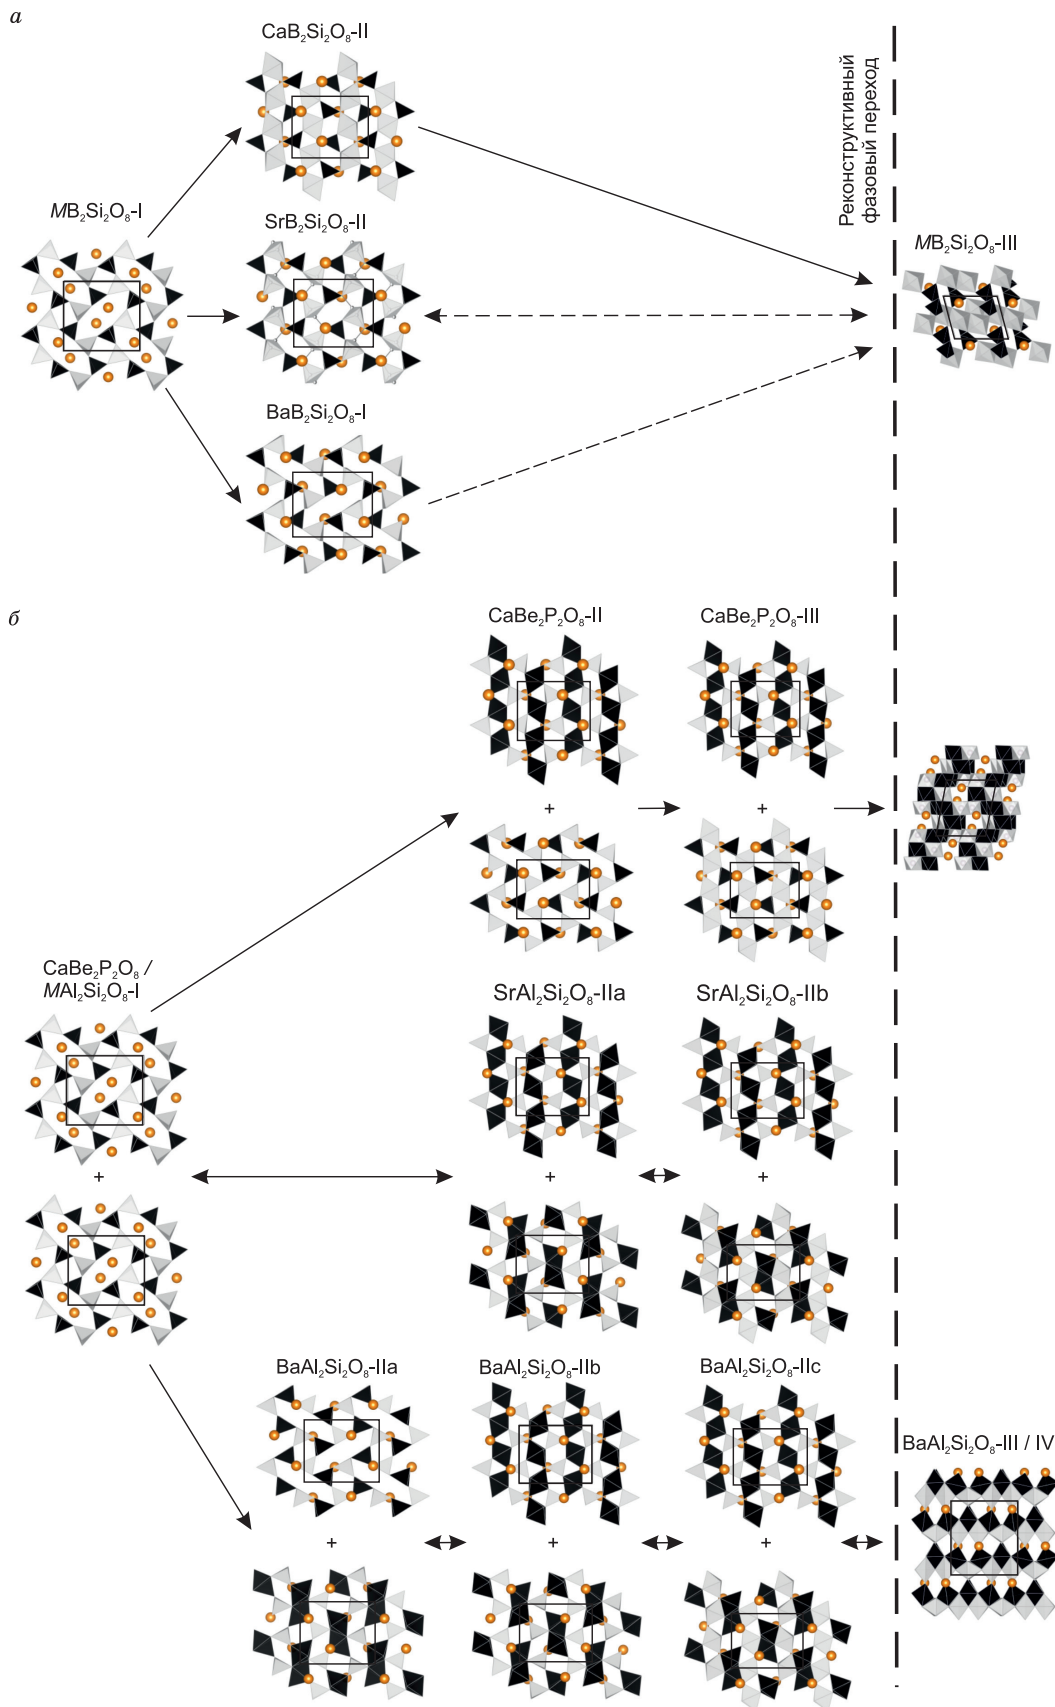 а
CaB₂Si₂O₈-II
Реконструктивный
фазовый переход
MB₂Si₂O₈-I
SrB₂Si₂O₈-II
MB₂Si₂O₈-III
BaB₂Si₂O₈-I
б
CaBe₂P₂O₈-II
CaBe₂P₂O₈-III
+
+
CaBe₂P₂O₈ /
MAl₂Si₂O₈-I
SrAl₂Si₂O₈-IIa
SrAl₂Si₂O₈-IIb
+
+
+
BaAl₂Si₂O₈-IIa
BaAl₂Si₂O₈-IIb
BaAl₂Si₂O₈-IIc
BaAl₂Si₂O₈-III / IV
+
+
+